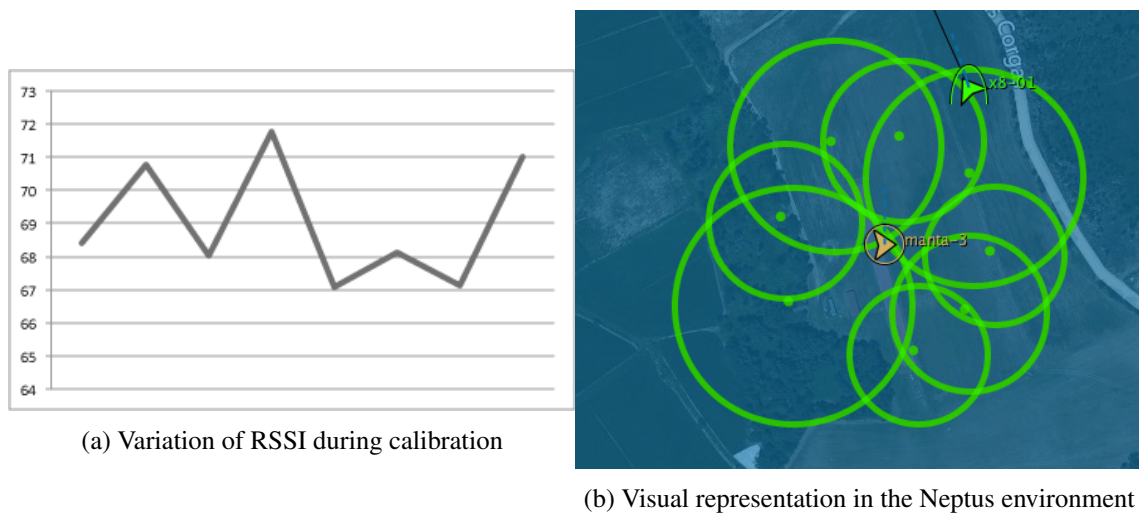 73
72
71
70
69
68
67
66
65
64
(a) Variation of RSSI during calibration
s Corga
x8-01
manta-3
(b) Visual representation in the Neptus environment